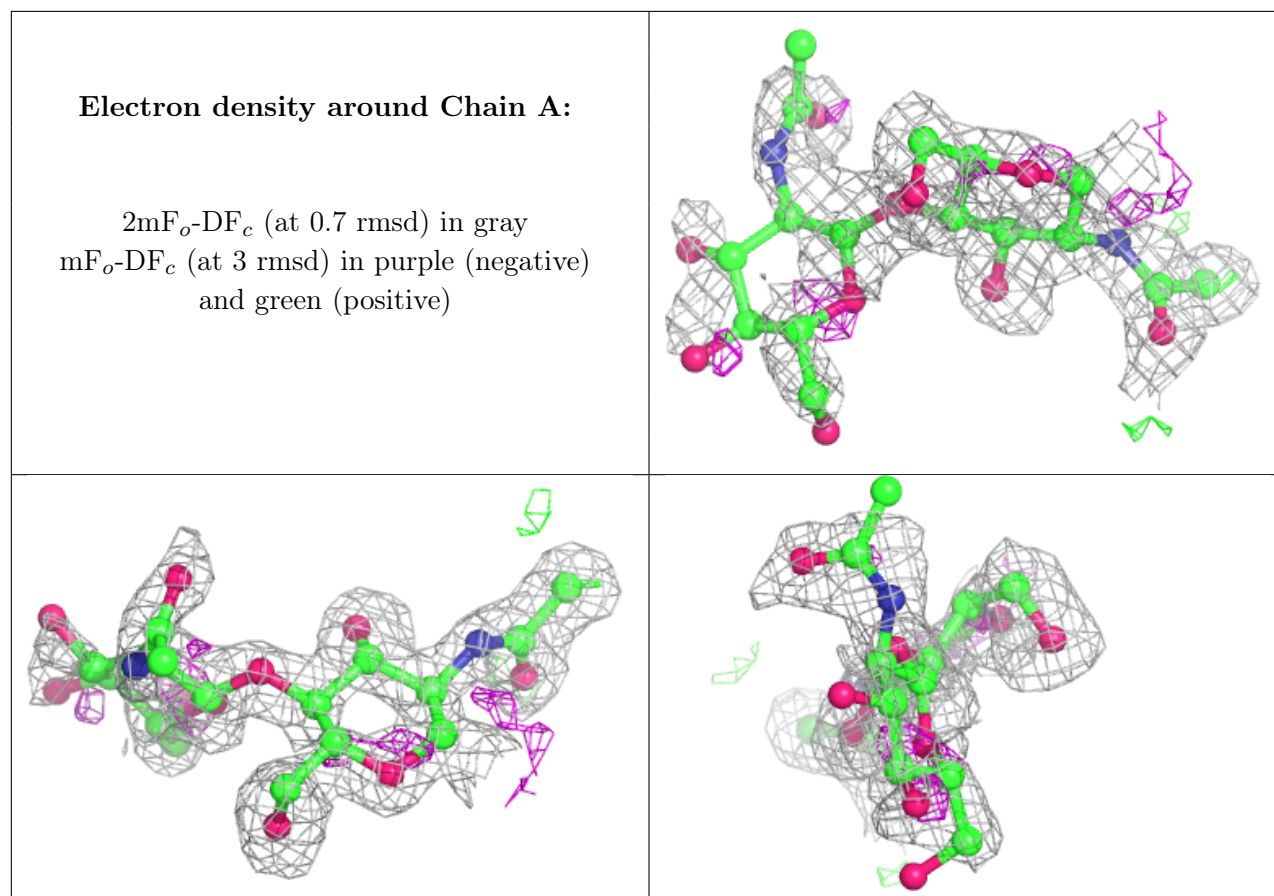 Electron density around Chain A:
2mFₒ-DF𝒸 (at 0.7 rmsd) in gray
mFₒ-DF𝒸 (at 3 rmsd) in purple (negative)
and green (positive)